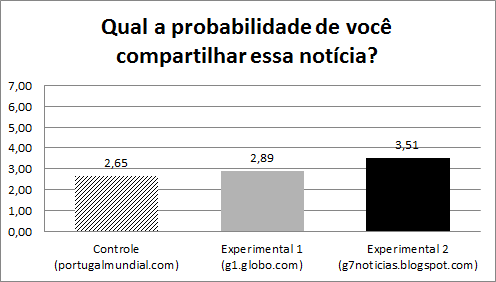 Qual a probabilidade de você
compartilhar essa notícia?
7,00
6,00
5,00
4,00
3,00
2,00
1,00
0,00
2,65
2,89
3,51
Controle
(portugalmundial.com)
Experimental 1
(g1.globo.com)
Experimental 2
(g7noticias.blogspot.com)